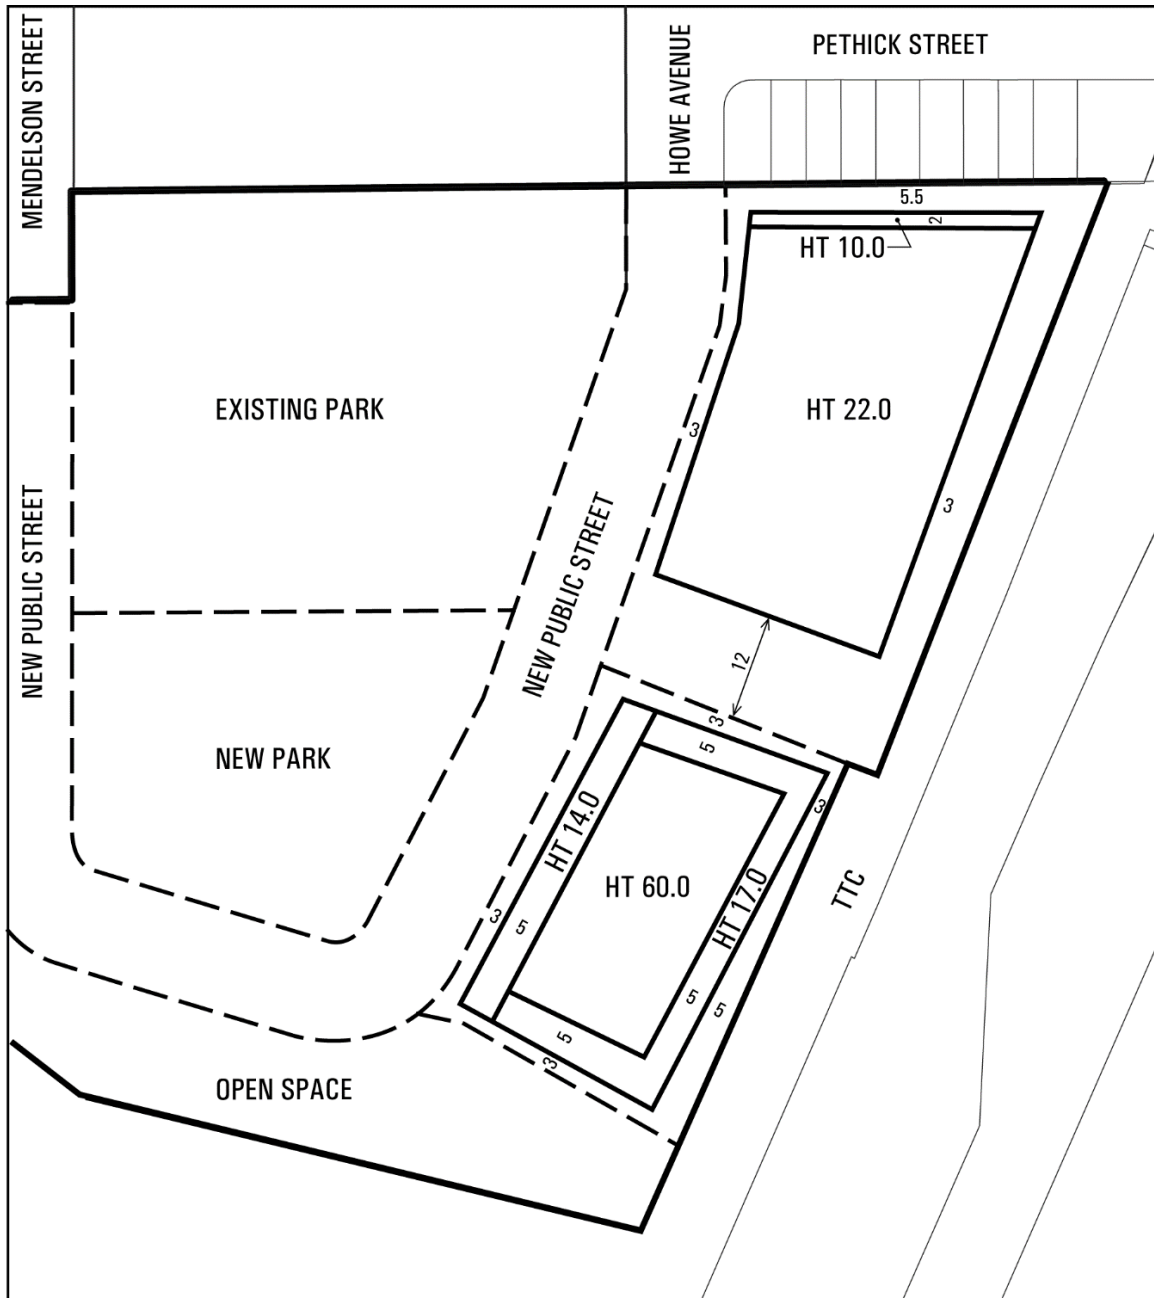 MENDELSON STREET
HOWE AVENUE
PETHICK STREET
5.5
2
HT 10.0
EXISTING PARK
HT 22.0
3
3
NEW PUBLIC STREET
NEW PUBLIC STREET
12
NEW PARK
3
5
HT 14.0
3
HT 60.0
HT 17.0
TTC
3
5
5
5
5
3
OPEN SPACE